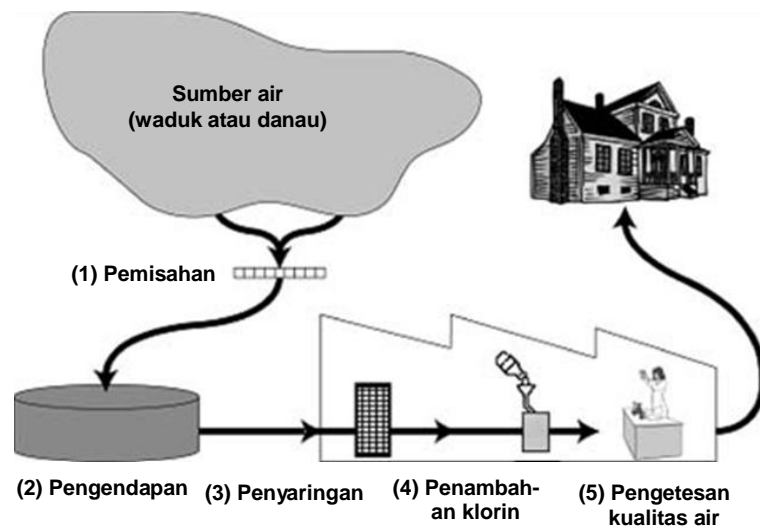 Sumber air
(waduk atau danau)
(1) Pemisahan
(2) Pengendapan
(3) Penyaringan
(4) Penambah-
an klorin
(5) Pengetesan
kualitas air